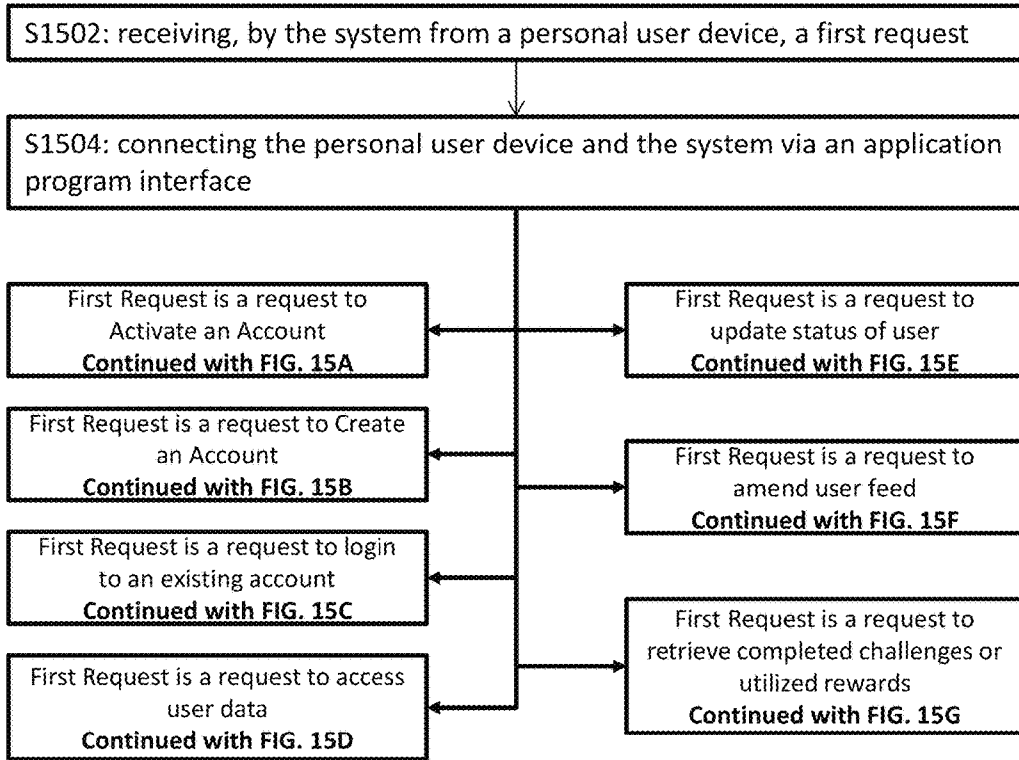 S1502: receiving, by the system from a personal user device, a first request
S1504: connecting the personal user device and the system via an application
program interface
First Request is a request to
Activate an Account
Continued with FIG. 15A
First Request is a request to Create
an Account
Continued with FIG. 15B
First Request is a request to login
to an existing account
Continued with FIG. 15C
First Request is a request to access
user data
Continued with FIG. 15D
First Request is a request to
update status of user
Continued with FIG. 15E
First Request is a request to
amend user feed
Continued with FIG. 15F
First Request is a request to
retrieve completed challenges or
utilized rewards
Continued with FIG. 15G